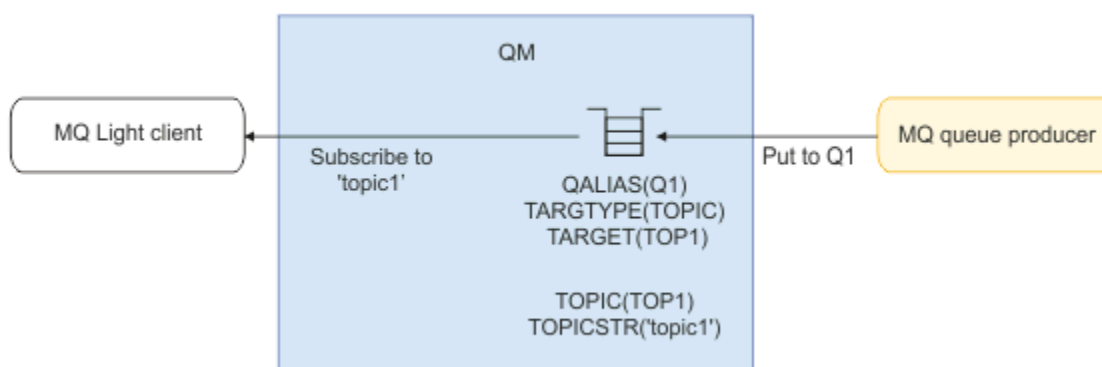 QM
MQ Light client
MQ queue producer
Subscribe to
'topic1'
Put to Q1
QALIAS(Q1)
TARGTYPE(TOPIC)
TARGET(TOP1)
TOPIC(TOP1)
TOPICSTR('topic1')